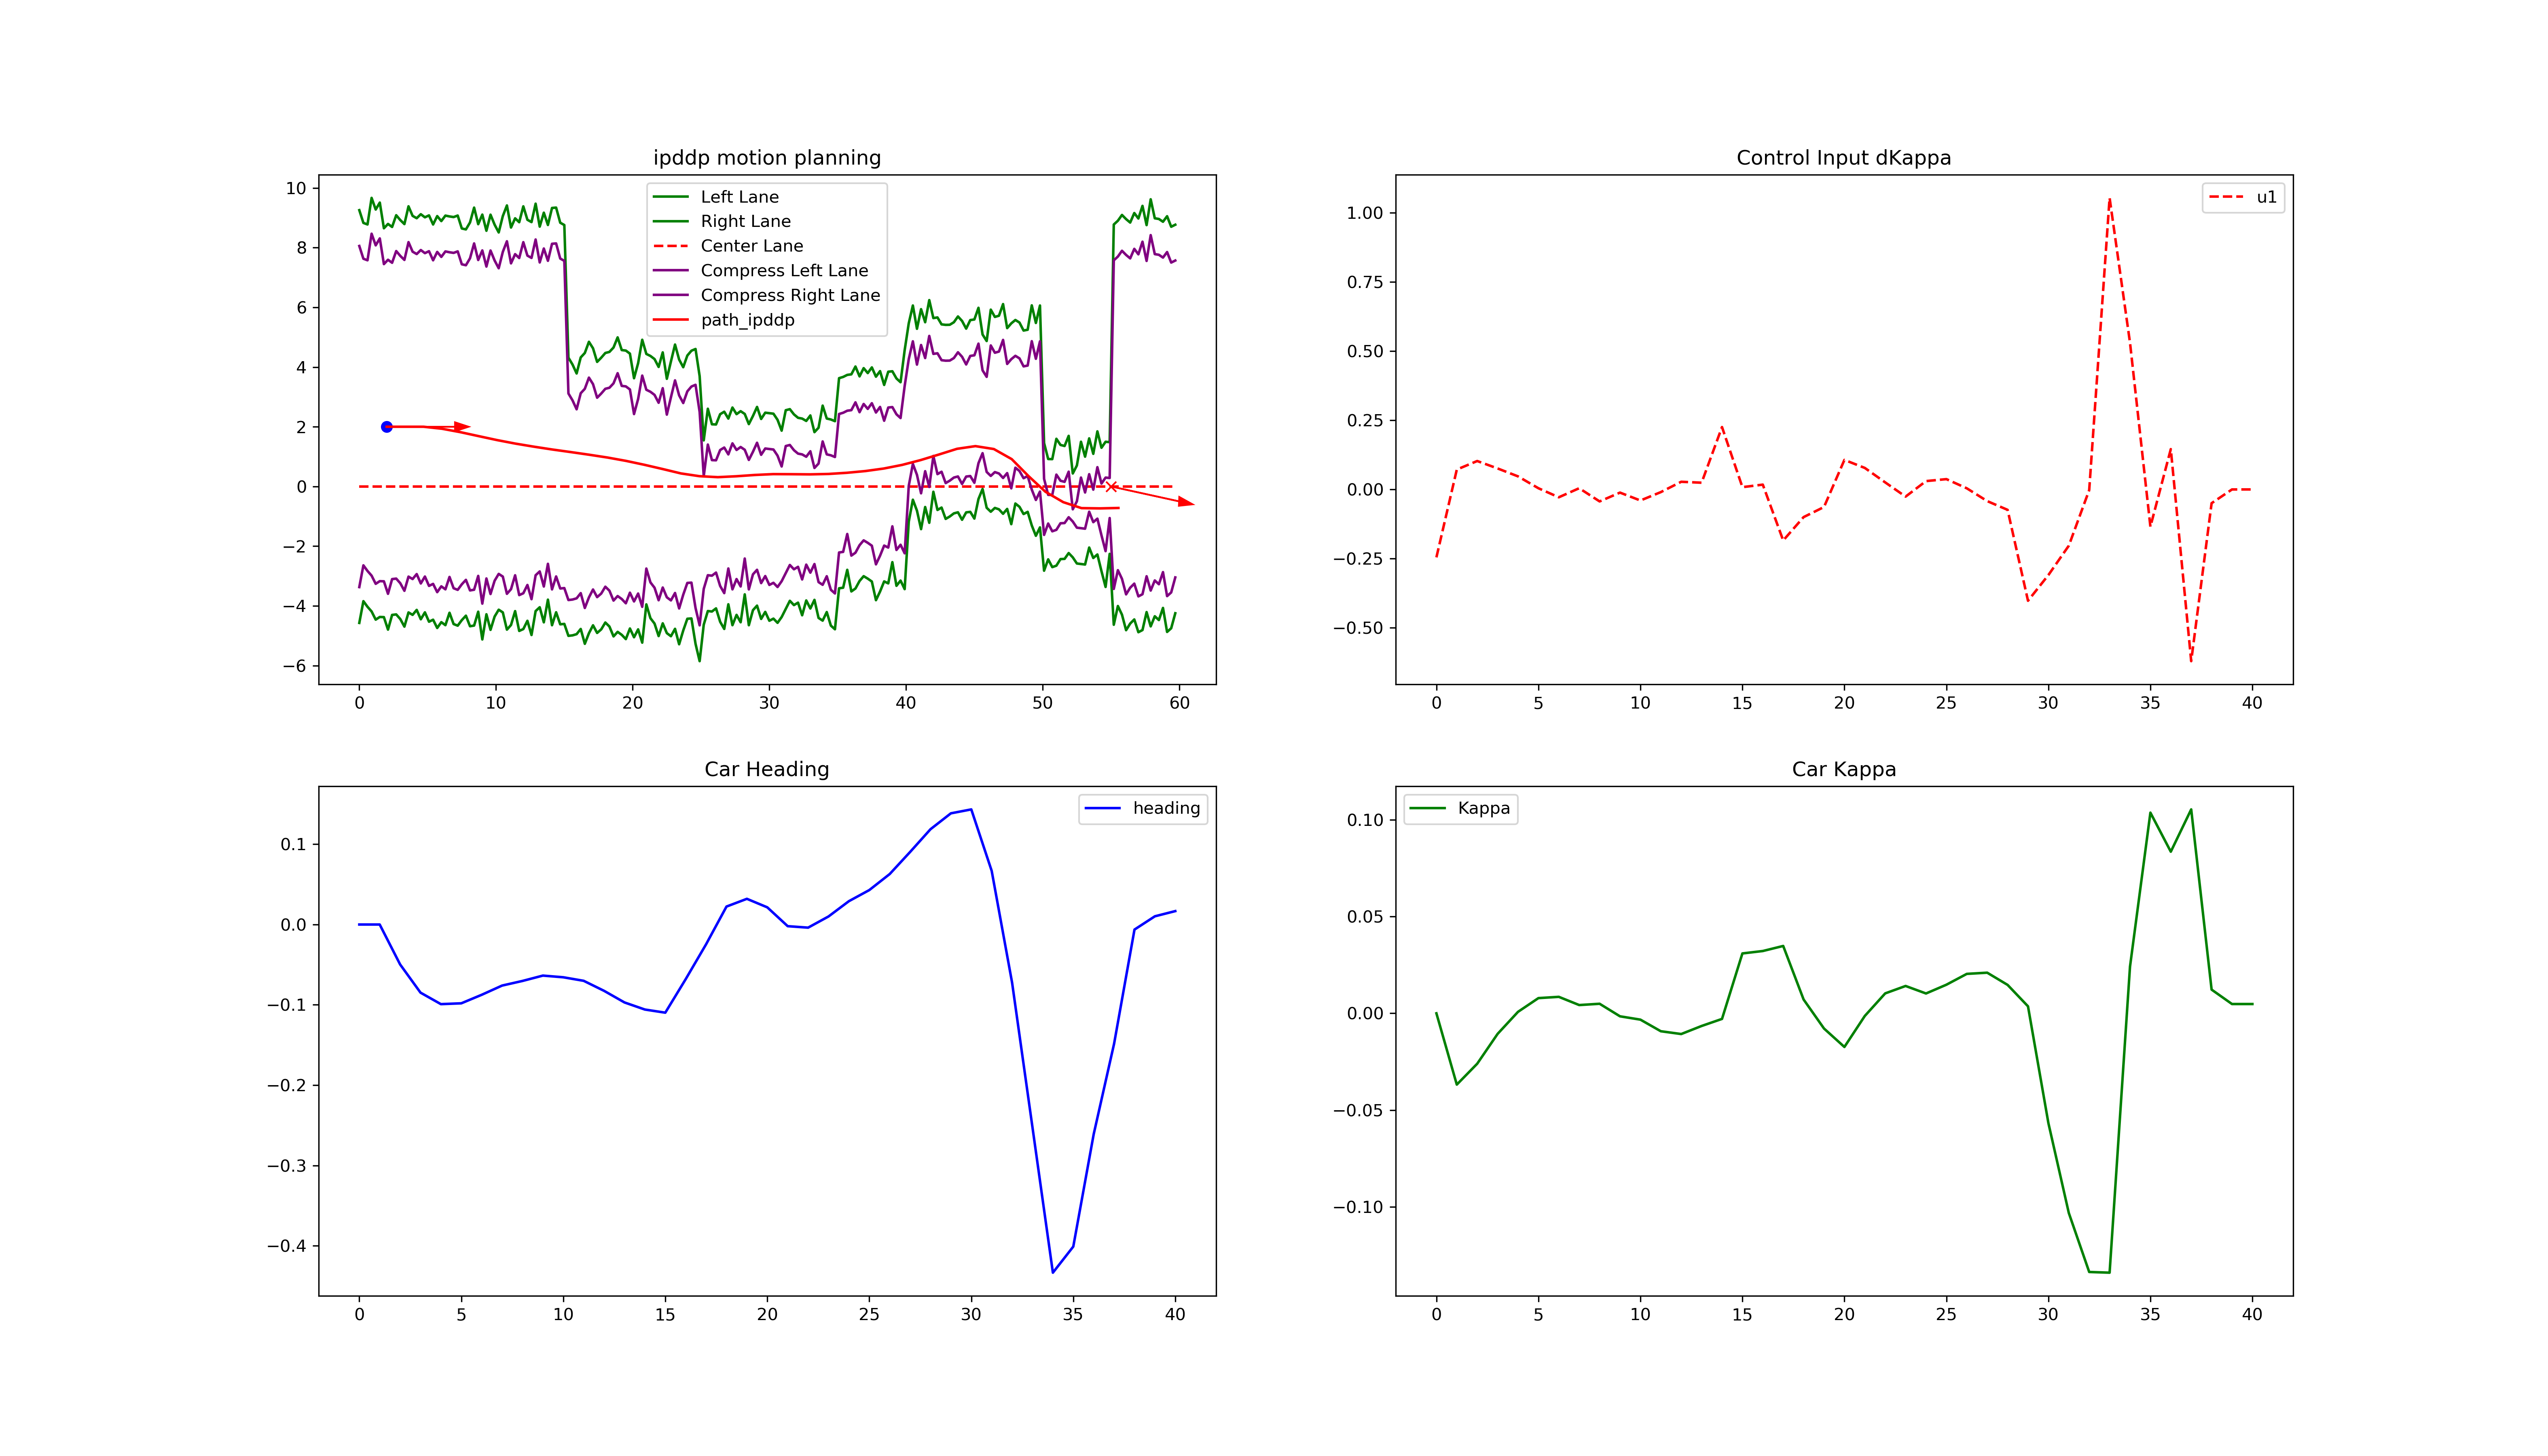 ipddp motion planning
10
8
6
4
2
0
−2
−4
−6
Left Lane
Right Lane
Center Lane
Compress Left Lane
Compress Right Lane
path_ipddp
0 10 20 30 40 50 60
Control Input dKappa
1.00
0.75
0.50
0.25
0.00
−0.25
−0.50
u1
0 5 10 15 20 25 30 35 40
Car Heading
0.1
0.0
−0.1
−0.2
−0.3
−0.4
heading
0 5 10 15 20 25 30 35 40
Car Kappa
0.10
0.05
0.00
−0.05
−0.10
Kappa
0 5 10 15 20 25 30 35 40